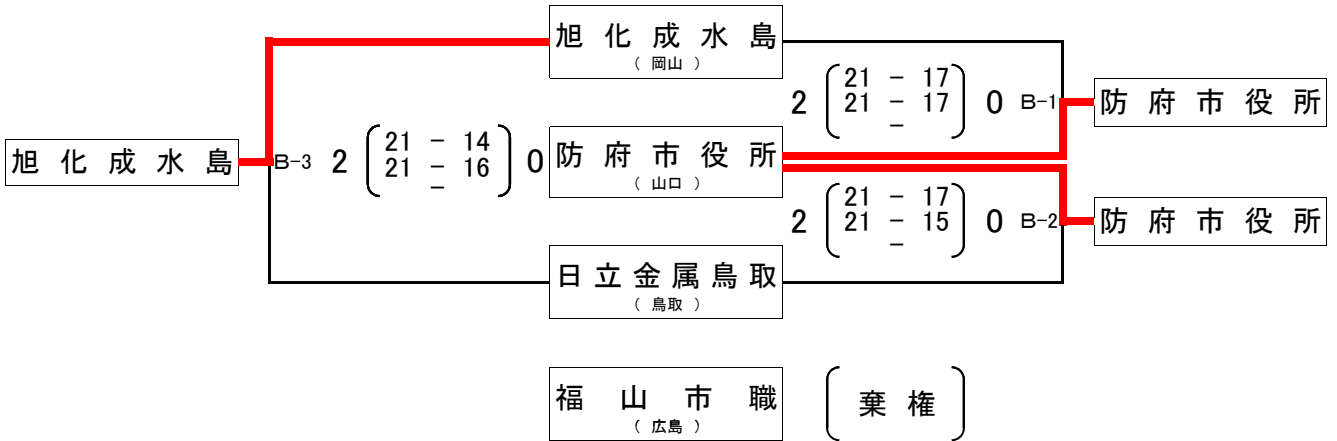 旭化成水島
（ 岡山 ）
2 21 - 17 0 B-1
21 - 17
-
防府市役所
旭化成水島
B-3 2 21 - 14 0
21 - 16
-
防府市役所
（ 山口 ）
2 21 - 17 0 B-2
21 - 15
-
防府市役所
日立金属鳥取
（ 鳥取 ）
福山市職
（ 広島 ）
棄権